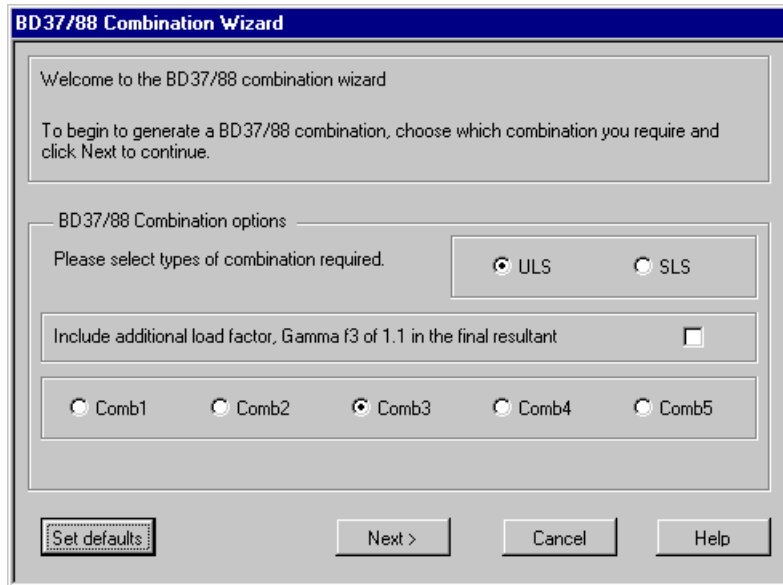 BD37/88 Combination Wizard
Welcome to the BD37/88 combination wizard
To begin to generate a BD37/88 combination, choose which combination you require and
click Next to continue.
BD37/88 Combination options
Please select types of combination required.
ULS
SLS
Include additional load factor, Gamma f3 of 1.1 in the final resultant
Comb1
Comb2
Comb3
Comb4
Comb5
Set defaults
Next >
Cancel
Help